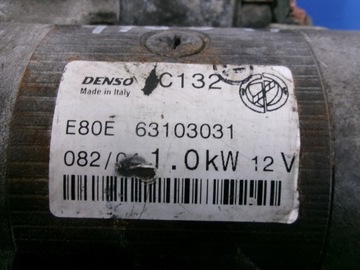 DENSO
C132
Made in Italy
E80E 63103031
082/0 1.0kW 12V